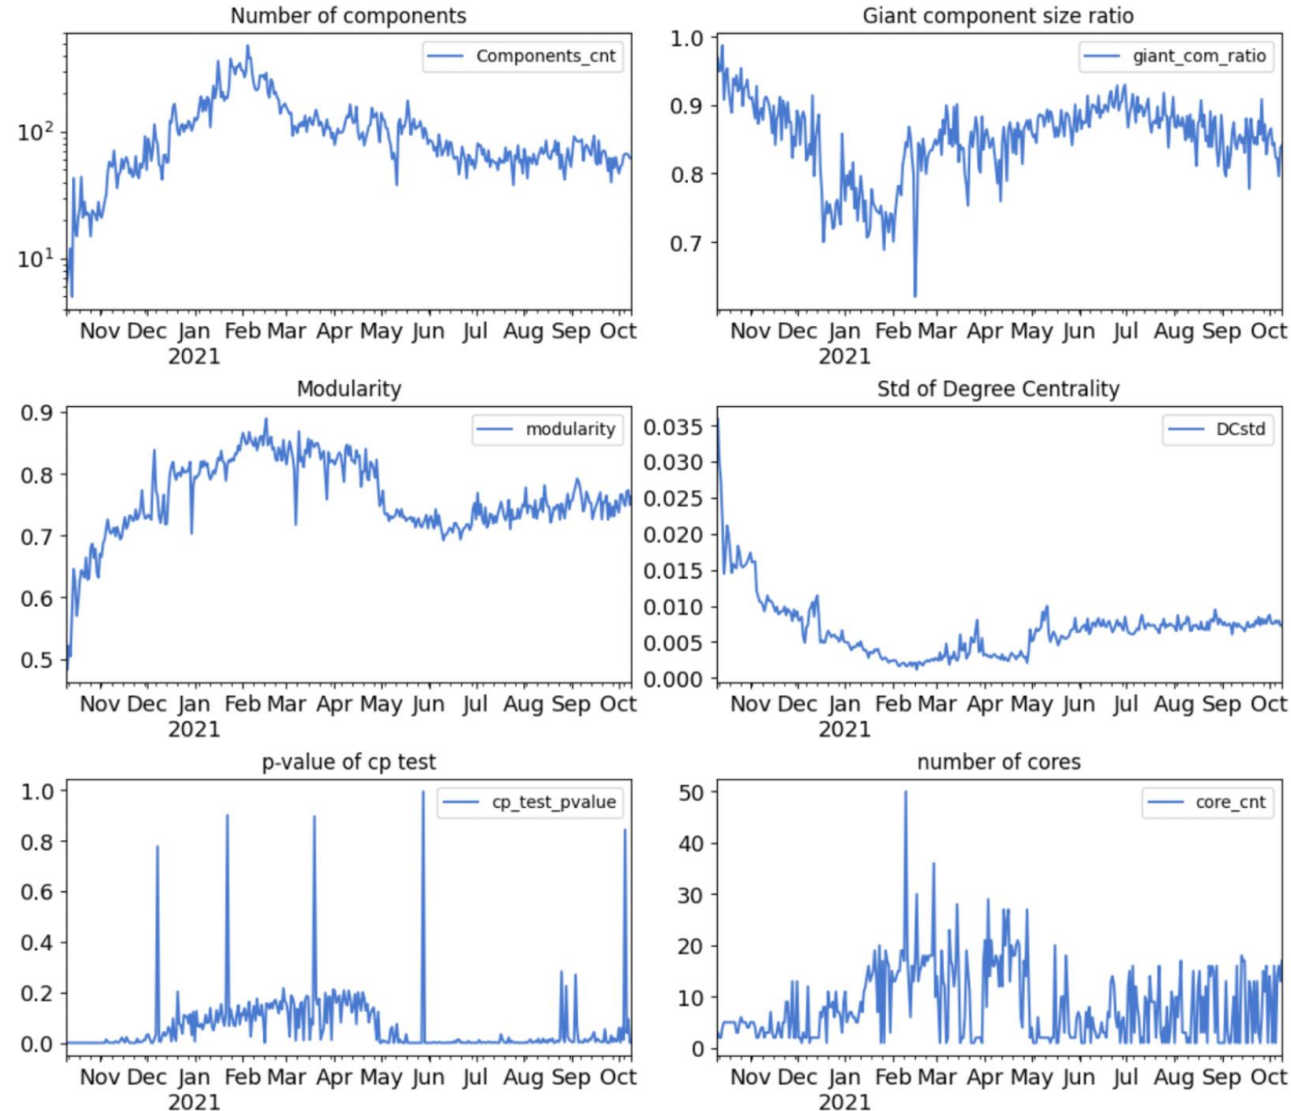 Number of components
Components_cnt
10²
10¹
Nov Dec Jan Feb Mar Apr May Jun Jul Aug Sep Oct
2021
Giant component size ratio
giant_com_ratio
1.0
0.9
0.8
0.7
Nov Dec Jan Feb Mar Apr May Jun Jul Aug Sep Oct
2021
Modularity
modularity
0.9
0.8
0.7
0.6
0.5
Nov Dec Jan Feb Mar Apr May Jun Jul Aug Sep Oct
2021
Std of Degree Centrality
DCstd
0.035
0.030
0.025
0.020
0.015
0.010
0.005
0.000
Nov Dec Jan Feb Mar Apr May Jun Jul Aug Sep Oct
2021
p-value of cp test
cp_test_pvalue
1.0
0.8
0.6
0.4
0.2
0.0
Nov Dec Jan Feb Mar Apr May Jun Jul Aug Sep Oct
2021
number of cores
core_cnt
50
40
30
20
10
0
Nov Dec Jan Feb Mar Apr May Jun Jul Aug Sep Oct
2021